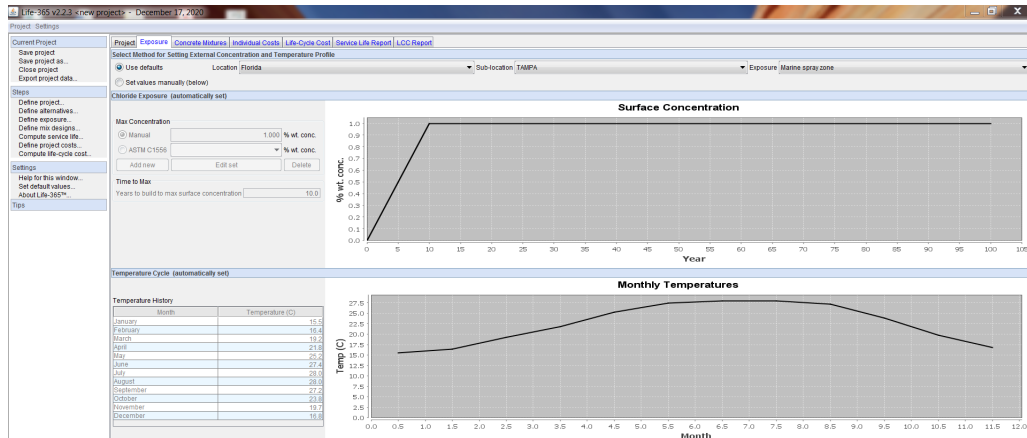 Life-365 v2.2.3 <new project> - December 17, 2020
Project Settings
Current Project
Save project
Save project as...
Close project
Export project data...
Steps
Define project...
Define alternatives...
Define exposure...
Define mix designs...
Compute service life...
Define project costs...
Compute life-cycle cost...
Settings
Help for this window...
Set default values...
About Life-365™...
Tips
Project Exposure Concrete Mixtures Individual Costs Life-Cycle Cost Service Life Report LCC Report
Select Method for Setting External Concentration and Temperature Profile
Use defaults Location Florida Sub-location TAMPA Exposure Marine spray zone
Set values manually (below)
Chloride Exposure (automatically set)
Max Concentration
Manual 1.000 % wt. conc.
ASTM C1556 % wt. conc.
Add new Edit set Delete
Time to Max
Years to build to max surface concentration 10.0
Surface Concentration
% wt. conc.
1.0
0.9
0.8
0.7
0.6
0.5
0.4
0.3
0.2
0.1
0.0
0 5 10 15 20 25 30 35 40 45 50 55 60 65 70 75 80 85 90 95 100 105
Year
Temperature Cycle (automatically set)
Temperature History
Month Temperature (C)
January 15.5
February 16.4
March 19.2
April 21.8
May 25.2
June 27.4
July 28.0
August 28.0
September 27.2
October 23.8
November 19.7
December 16.8
Monthly Temperatures
Temp (C)
27.5
25.0
22.5
20.0
17.5
15.0
12.5
10.0
7.5
5.0
2.5
0.0
0.0 0.5 1.0 1.5 2.0 2.5 3.0 3.5 4.0 4.5 5.0 5.5 6.0 6.5 7.0 7.5 8.0 8.5 9.0 9.5 10.0 10.5 11.0 11.5 12.0
Month